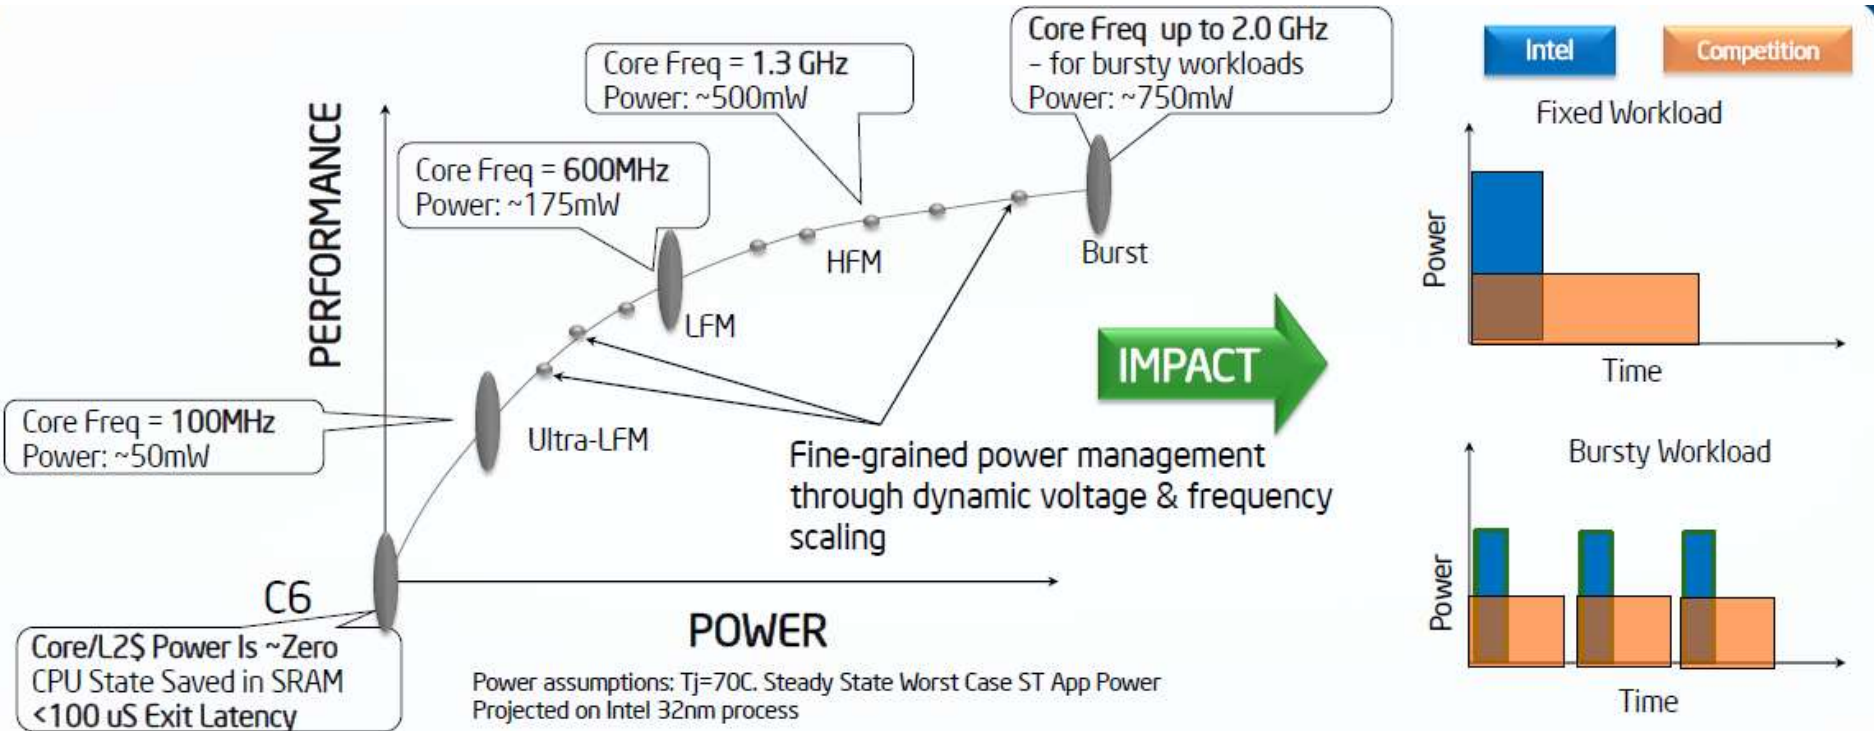 Core Freq up to 2.0 GHz
– for bursty workloads
Power: ~750mW
Core Freq = 1.3 GHz
Power: ~500mW
Core Freq = 600MHz
Power: ~175mW
PERFORMANCE
HFM
Burst
LFM
Core Freq = 100MHz
Power: ~50mW
Ultra-LFM
Fine-grained power management
through dynamic voltage & frequency
scaling
C6
Core/L2$ Power Is ~Zero
CPU State Saved in SRAM
<100 uS Exit Latency
POWER
Power assumptions: Tj=70C. Steady State Worst Case ST App Power
Projected on Intel 32nm process
IMPACT
Intel
Competition
Fixed Workload
Power
Time
Bursty Workload
Power
Time